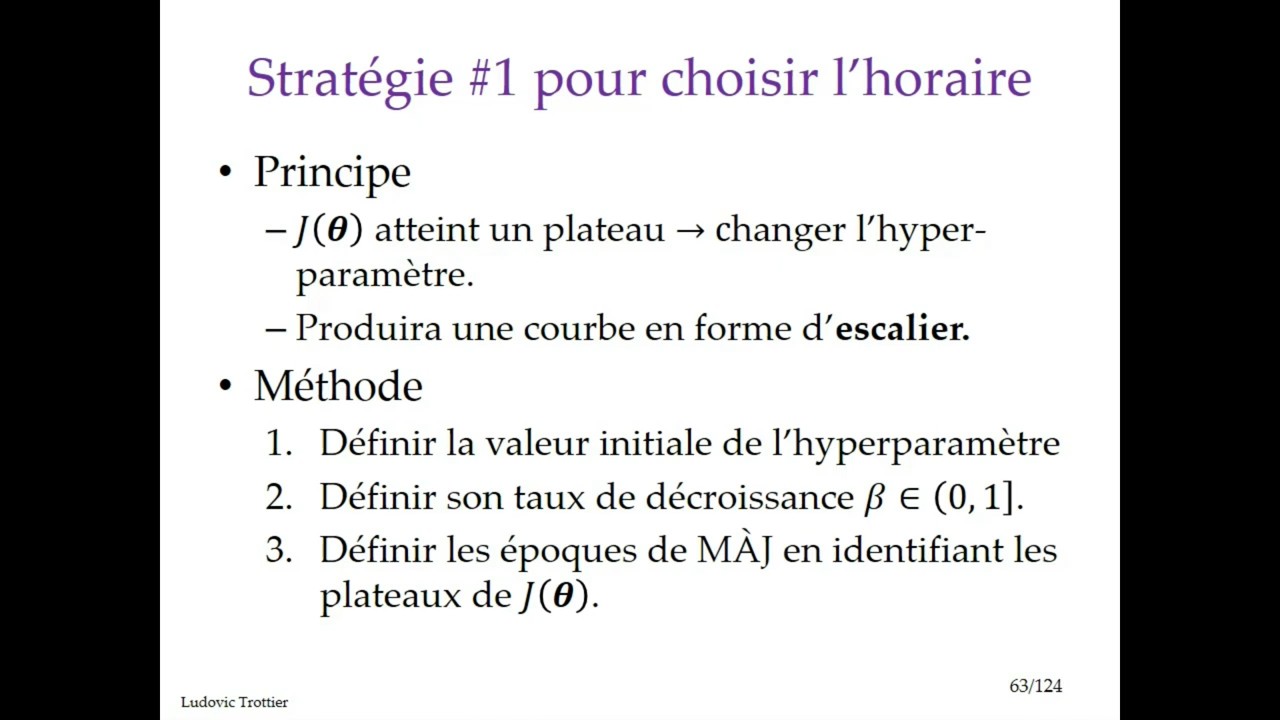 Stratégie #1 pour choisir l’horaire
• Principe
– J(θ) atteint un plateau → changer l’hyper-
paramètre.
– Produira une courbe en forme d’escalier.
• Méthode
1. Définir la valeur initiale de l’hyperparamètre
2. Définir son taux de décroissance β ∈ (0, 1].
3. Définir les époques de MÀJ en identifiant les
plateaux de J(θ).
63/124
Ludovic Trottier